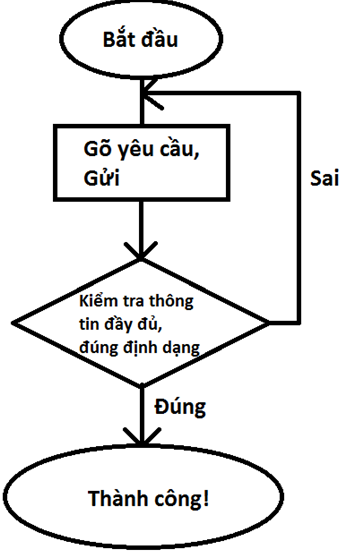 Bắt đầu
Gõ yêu cầu,
Gửi
Sai
Kiểm tra thông
tin đầy đủ,
đúng định dạng
Đúng
Thành công!